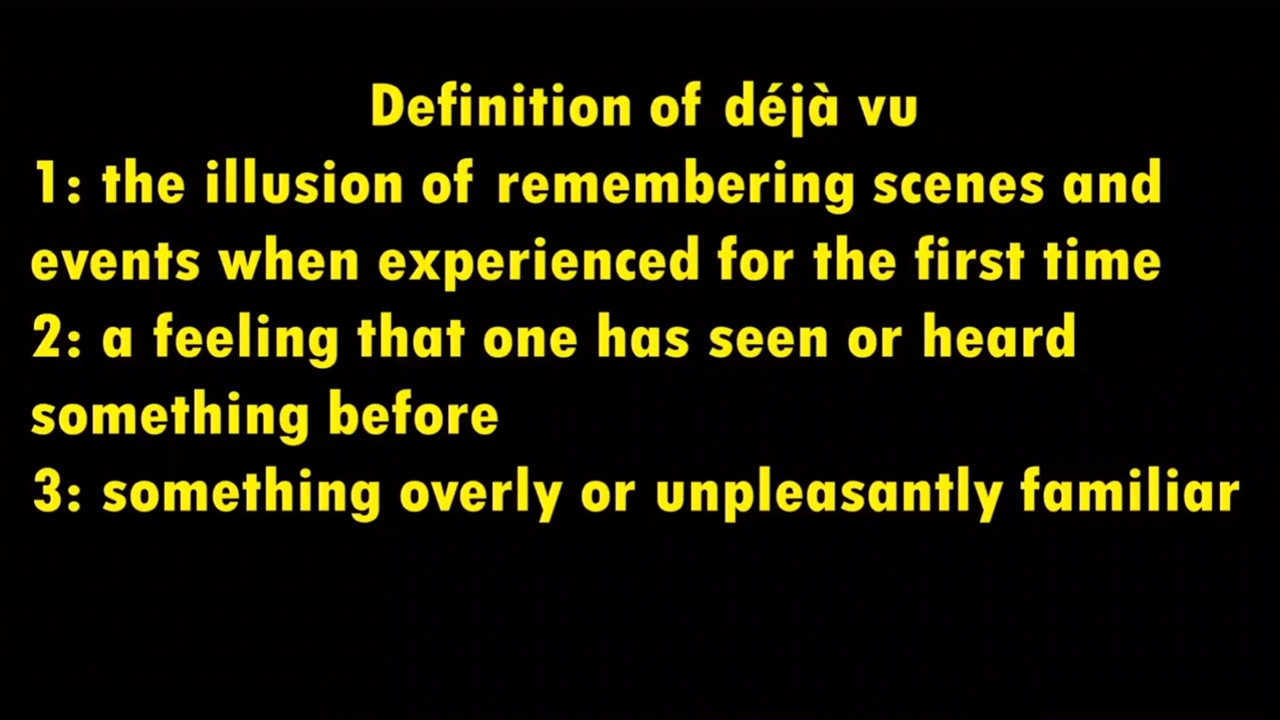 Definition of déjà vu
1: the illusion of remembering scenes and
events when experienced for the first time
2: a feeling that one has seen or heard
something before
3: something overly or unpleasantly familiar